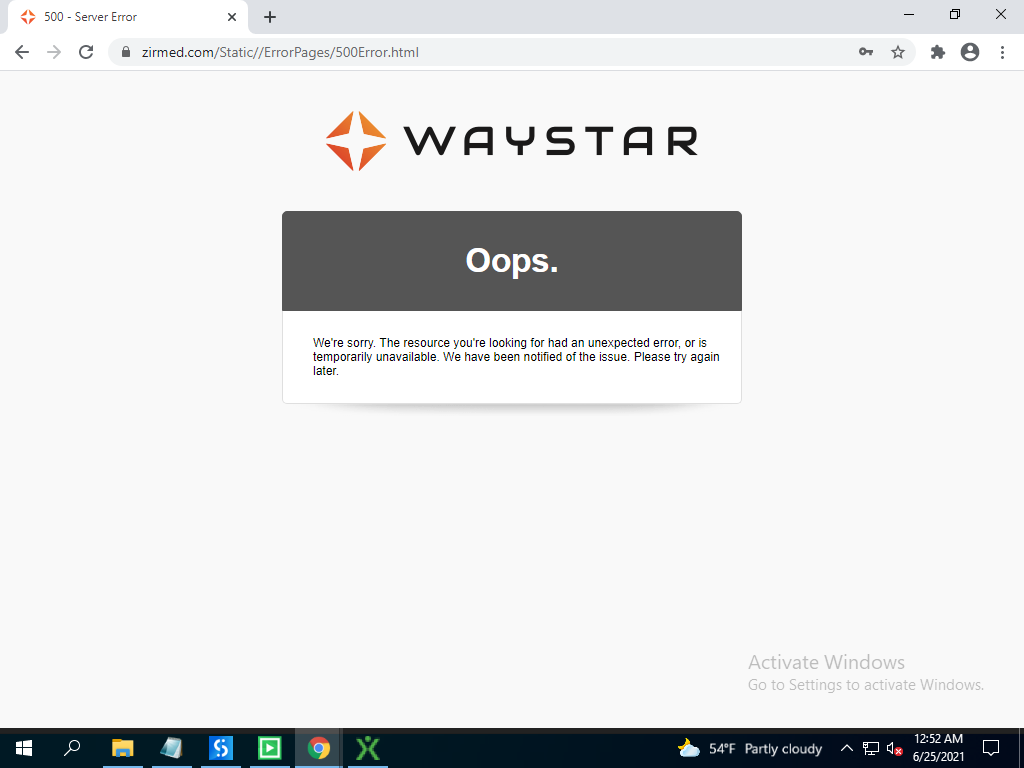 500 - Server Error
zirmed.com/Static//ErrorPages/500Error.html
WAYSTAR
Oops.
We're sorry. The resource you're looking for had an unexpected error, or is
temporarily unavailable. We have been notified of the issue. Please try again
later.
Activate Windows
Go to Settings to activate Windows.
54°F Partly cloudy
12:52 AM
6/25/2021